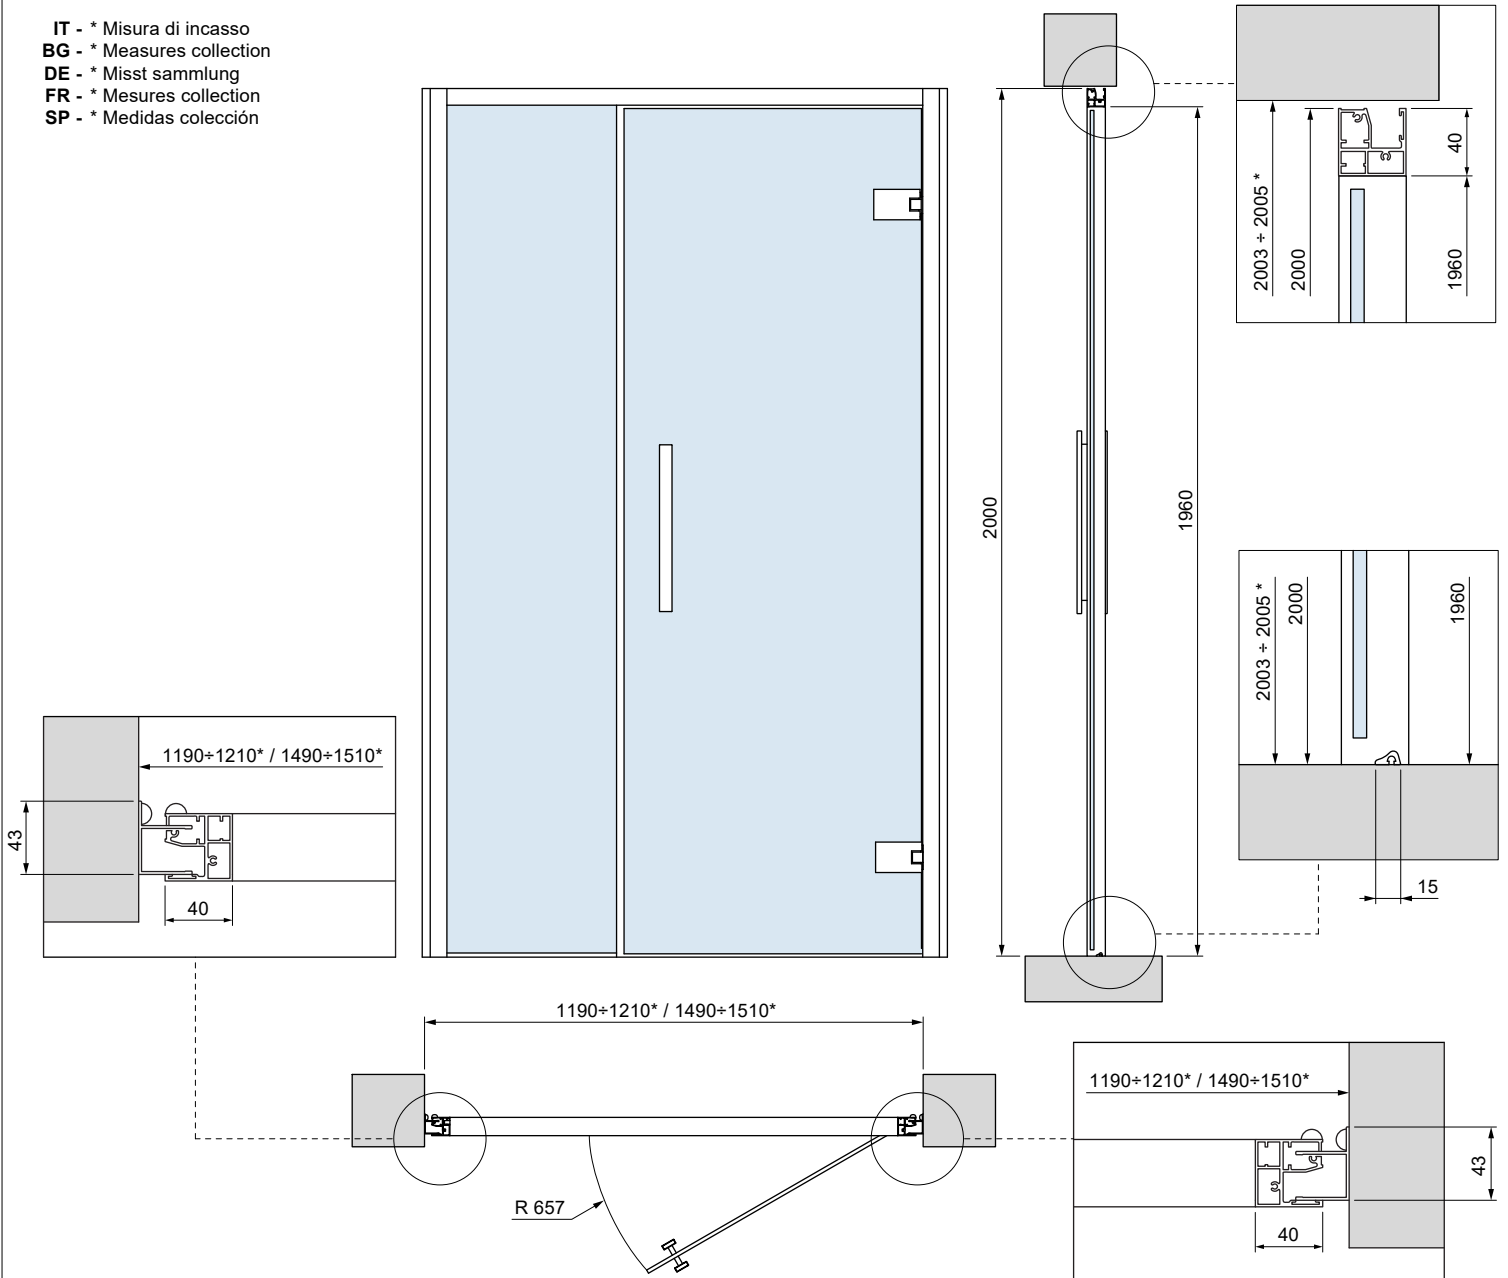 IT - * Misura di incasso
BG - * Measures collection
DE - * Misst sammlung
FR - * Mesures collection
SP - * Medidas colección
2003 ÷ 2005 *
2000
40
1960
2000
1960
2003 ÷ 2005 *
2000
1960
15
1190÷1210* / 1490÷1510*
43
40
1190÷1210* / 1490÷1510*
R 657
1190÷1210* / 1490÷1510*
43
40